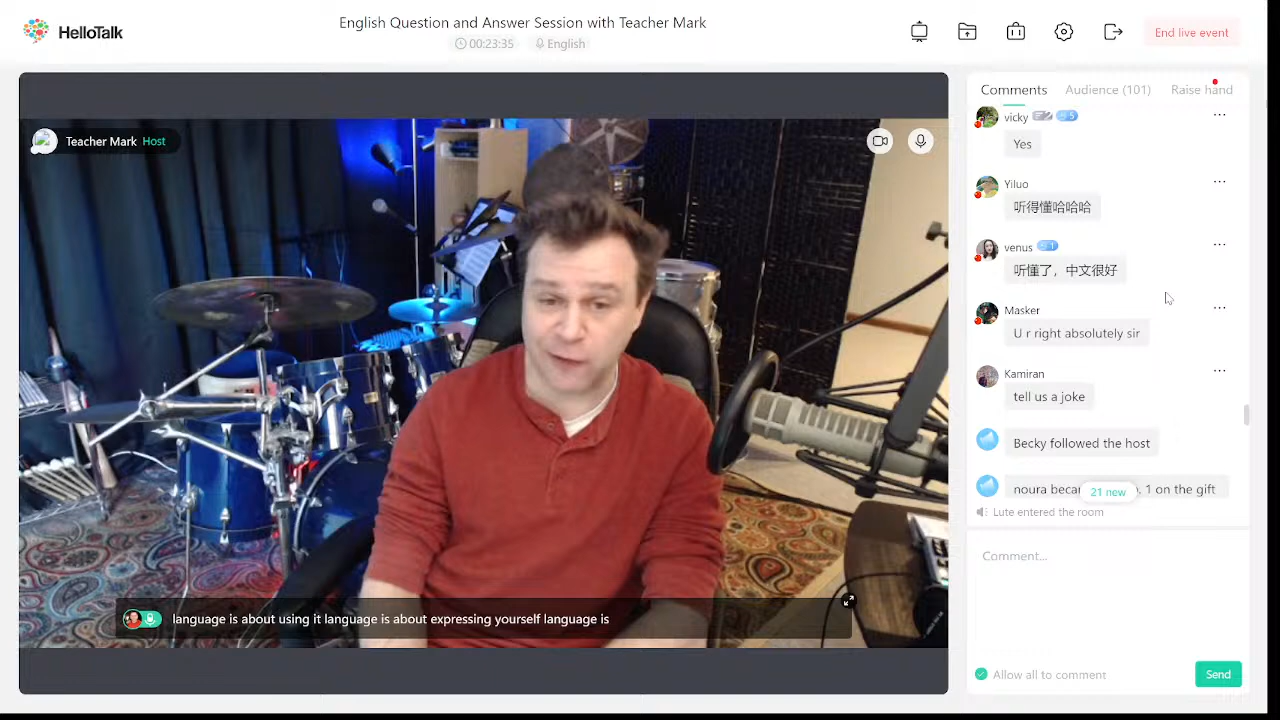 HelloTalk
English Question and Answer Session with Teacher Mark
00:23:35 English
End live event
Comments Audience (101) Raise hand
Teacher Mark Host
vicky 5
Yes
Yiluo
听得懂哈哈哈
venus 1
听懂了，中文很好
Masker
U r right absolutely sir
Kamiran
tell us a joke
Becky followed the host
noura 1 on the gift
21 new
Lute entered the room
Comment...
language is about using it language is about expressing yourself language is
Allow all to comment
Send